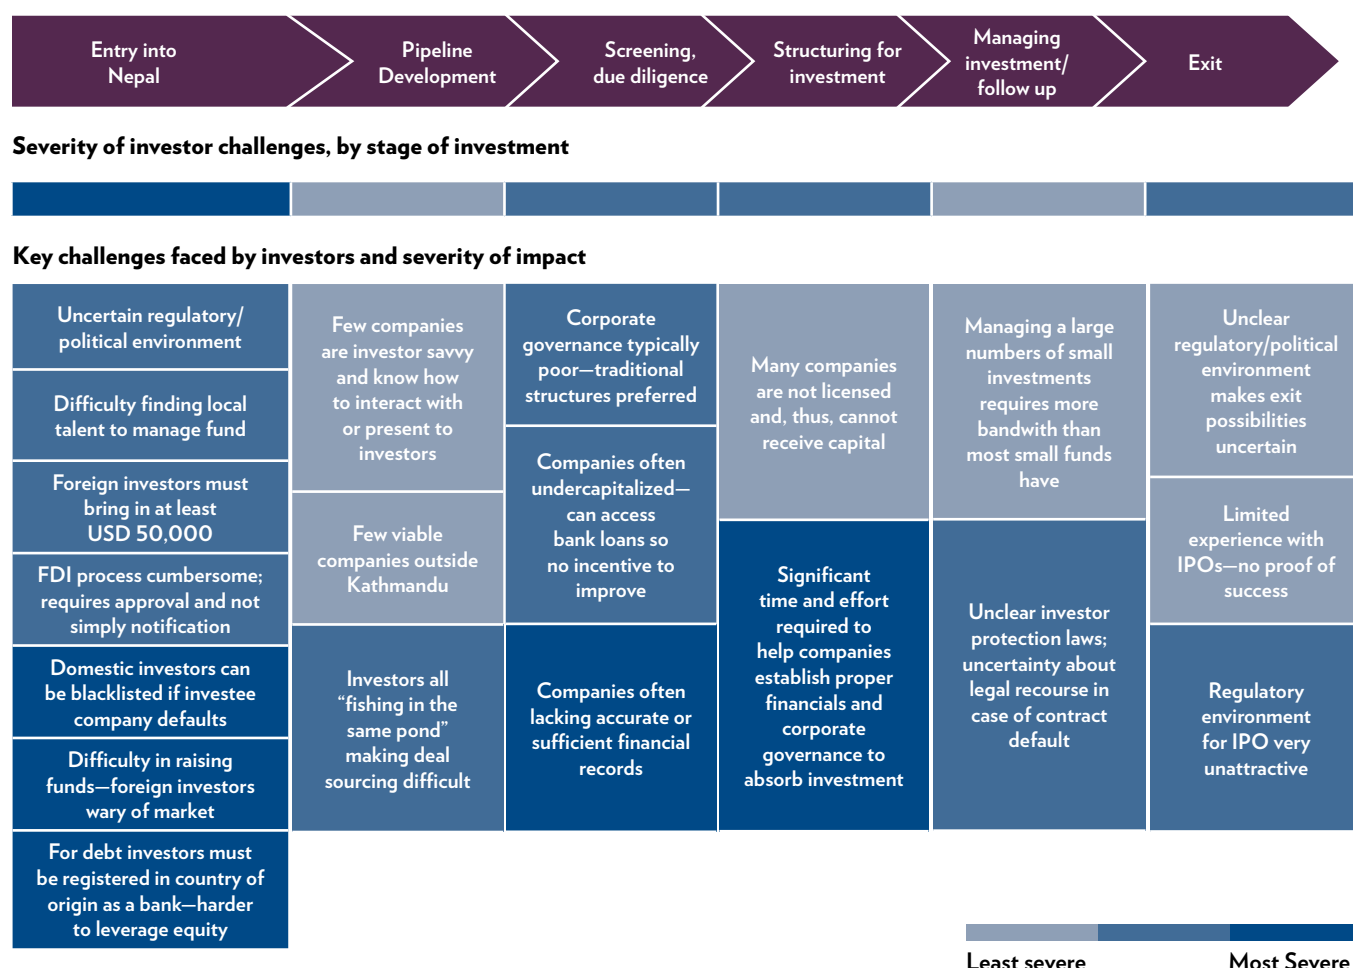 Entry into
Nepal
Pipeline
Development
Screening,
due diligence
Structuring for
investment
Managing
investment/
follow up
Exit
Severity of investor challenges, by stage of investment
Key challenges faced by investors and severity of impact
Uncertain regulatory/
political environment
Difficulty finding local
talent to manage fund
Foreign investors must
bring in at least
USD 50,000
FDI process cumbersome;
requires approval and not
simply notification
Domestic investors can
be blacklisted if investee
company defaults
Difficulty in raising
funds—foreign investors
wary of market
For debt investors must
be registered in country of
origin as a bank—harder
to leverage equity
Few companies
are investor savvy
and know how
to interact with
or present to
investors
Few viable
companies outside
Kathmandu
Investors all
“fishing in the
same pond”
making deal
sourcing difficult
Corporate
governance typically
poor—traditional
structures preferred
Companies often
undercapitalized—
can access
bank loans so
no incentive to
improve
Companies often
lacking accurate or
sufficient financial
records
Many companies
are not licensed
and, thus, cannot
receive capital
Significant
time and effort
required to
help companies
establish proper
financials and
corporate
governance to
absorb investment
Managing a large
numbers of small
investments
requires more
bandwith than
most small funds
have
Unclear investor
protection laws;
uncertainty about
legal recourse in
case of contract
default
Unclear
regulatory/political
environment
makes exit
possibilities
uncertain
Limited
experience with
IPOs—no proof of
success
Regulatory
environment
for IPO very
unattractive
Least severe
Most Severe